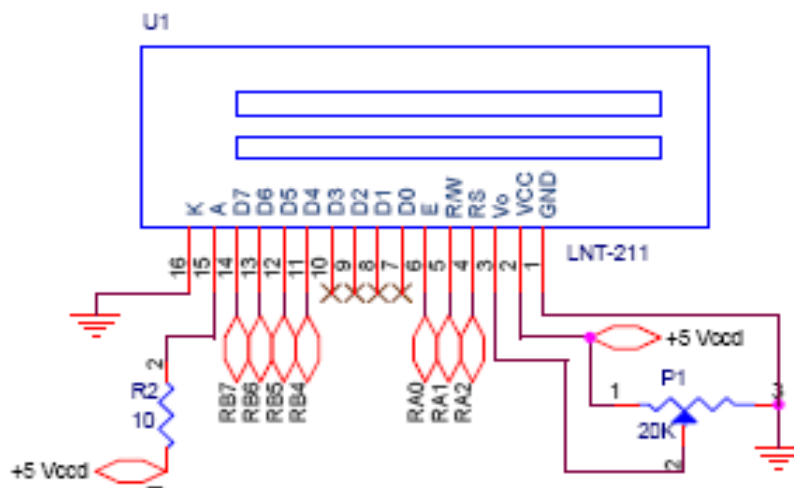 U1
K A D7 D6 D5 D4 D3 D2 D1 D0 E R/W RS Vo VCC GND
16 15 14 13 12 11 10 9 8 7 6 5 4 3 2 1
LNT-211
+5 Vccd
2
R2
10
RB7 RB6 RB5 RB4 RA0 RA1 RA2
P1
1
3
20K
2
+5 Vccd